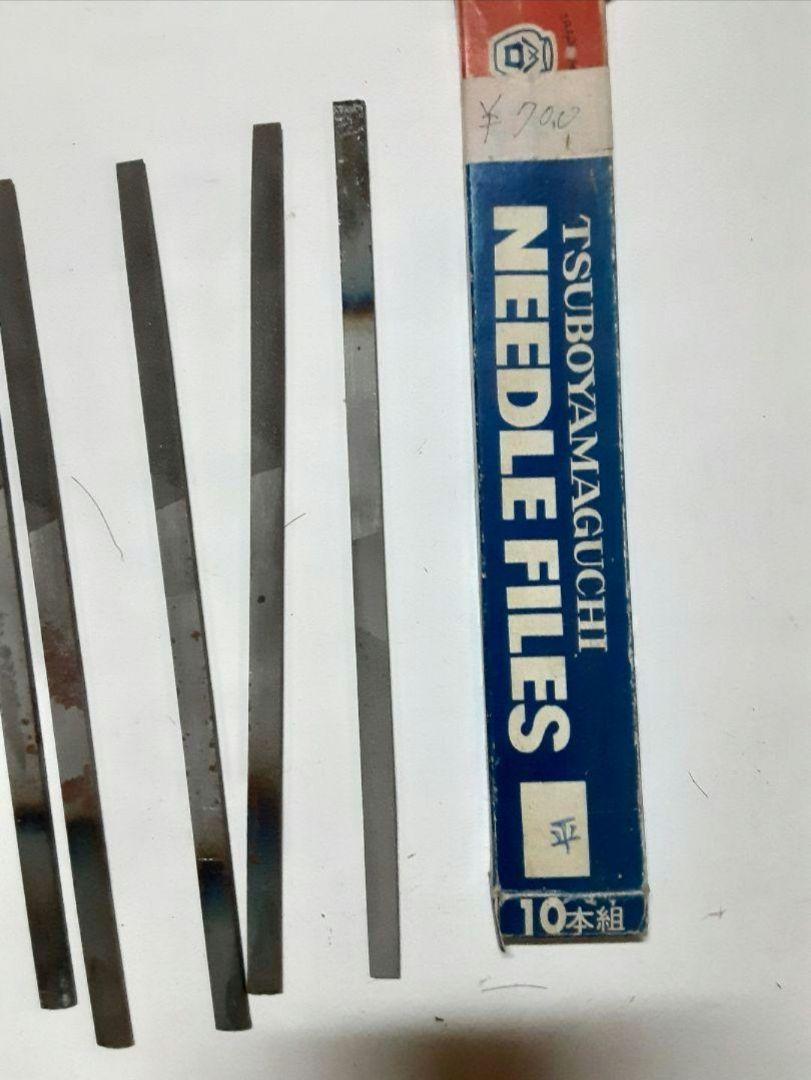 ¥700
TSUBOYAMAGUCHI
NEEDLE FILES
平
10本組